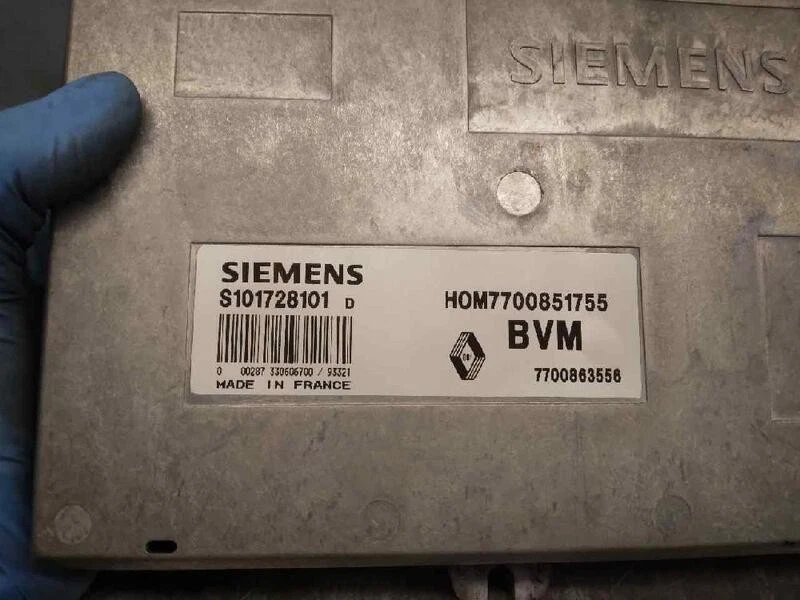 SIEMENS
SIEMENS
S101728101 D
HOM7700851755
BVM
0 00287 330606700 / 93321
7700863556
MADE IN FRANCE